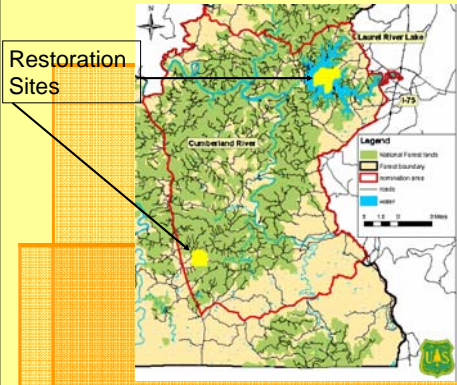 Restoration
Sites
Laurel River Lake
I-75
Cumberland River
Legend
National Forest lands
Forest boundary
nomination area
roads
water